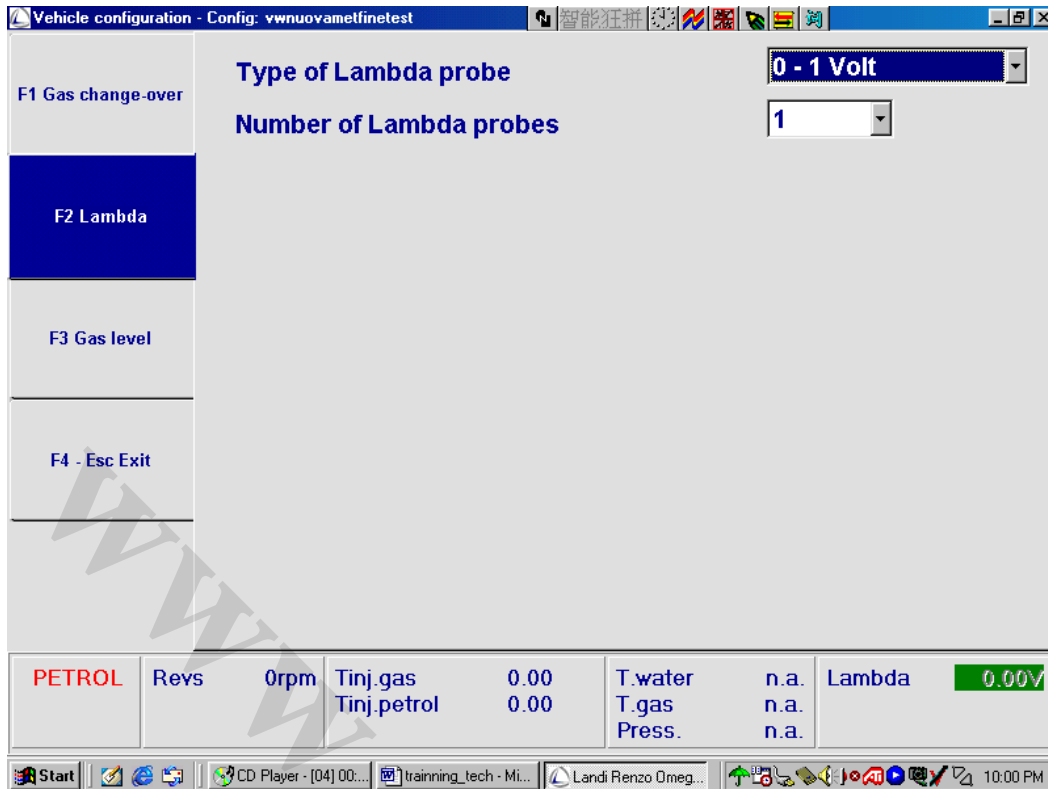 Vehicle configuration - Config: vwnuovametfinetest
智能狂拼
F1 Gas change-over
Type of Lambda probe 0 - 1 Volt
Number of Lambda probes 1
F2 Lambda
F3 Gas level
F4 - Esc Exit
WWW
PETROL Revs 0rpm Tinj.gas 0.00 T.water n.a. Lambda 0.00V
Tinj.petrol 0.00 T.gas n.a.
Press. n.a.
Start CD Player - [04] 00:... trainning_tech - Mi... Landi Renzo Omeg... 10:00 PM